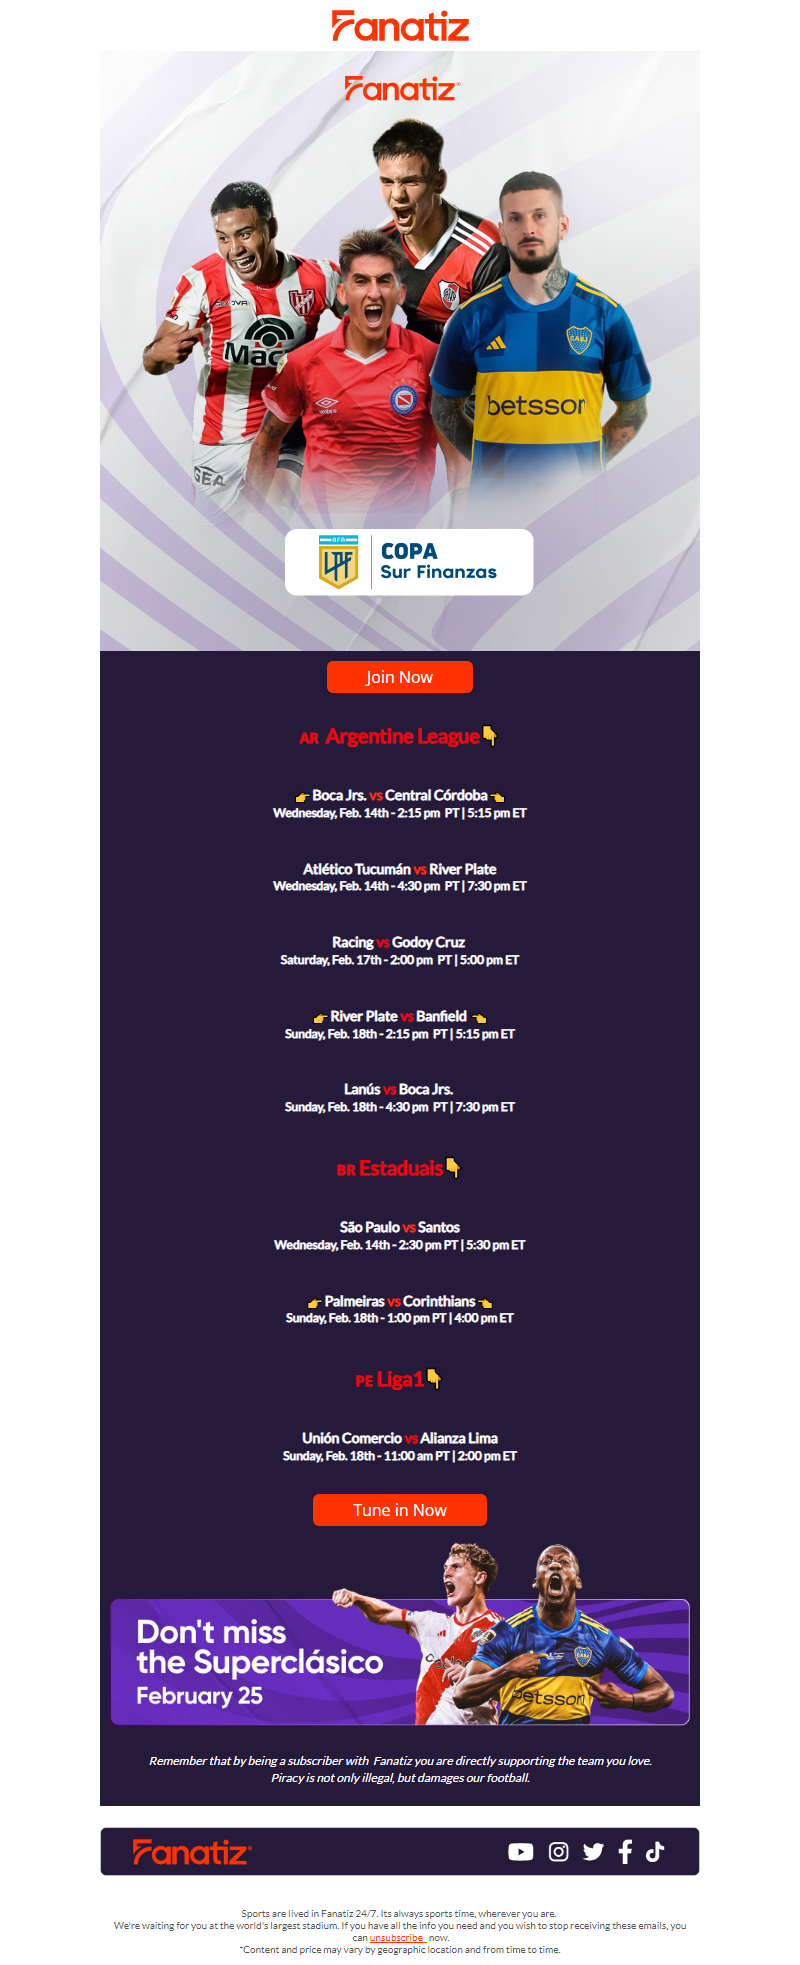 Fanatiz
Fanatiz
Mac
GEA
umbro
CABJ
betsson
AFA
LPF
COPA
Sur Finanzas
Join Now
AR Argentine League👇
👉Boca Jrs. vs Central Córdoba👈
Wednesday, Feb. 14th - 2:15 pm PT | 5:15 pm ET
Atlético Tucumán vs River Plate
Wednesday, Feb. 14th - 4:30 pm PT | 7:30 pm ET
Racing vs Godoy Cruz
Saturday, Feb. 17th - 2:00 pm PT | 5:00 pm ET
👉River Plate vs Banfield 👈
Sunday, Feb. 18th - 2:15 pm PT | 5:15 pm ET
Lanús vs Boca Jrs.
Sunday, Feb. 18th - 4:30 pm PT | 7:30 pm ET
BR Estaduais👇
São Paulo vs Santos
Wednesday, Feb. 14th - 2:30 pm PT | 5:30 pm ET
👉Palmeiras vs Corinthians👈
Sunday, Feb. 18th - 1:00 pm PT | 4:00 pm ET
PE Liga1👇
Unión Comercio vs Alianza Lima
Sunday, Feb. 18th - 11:00 am PT | 2:00 pm ET
Tune in Now
Don't miss
the Superclásico
February 25
betsson
Remember that by being a subscriber with Fanatiz you are directly supporting the team you love.
Piracy is not only illegal, but damages our football.
Fanatiz
Sports are lived in Fanatiz 24/7. Its always sports time, wherever you are.
We're waiting for you at the world's largest stadium. If you have all the info you need and you wish to stop receiving these emails, you
can unsubscribe now.
*Content and price may vary by geographic location and from time to time.